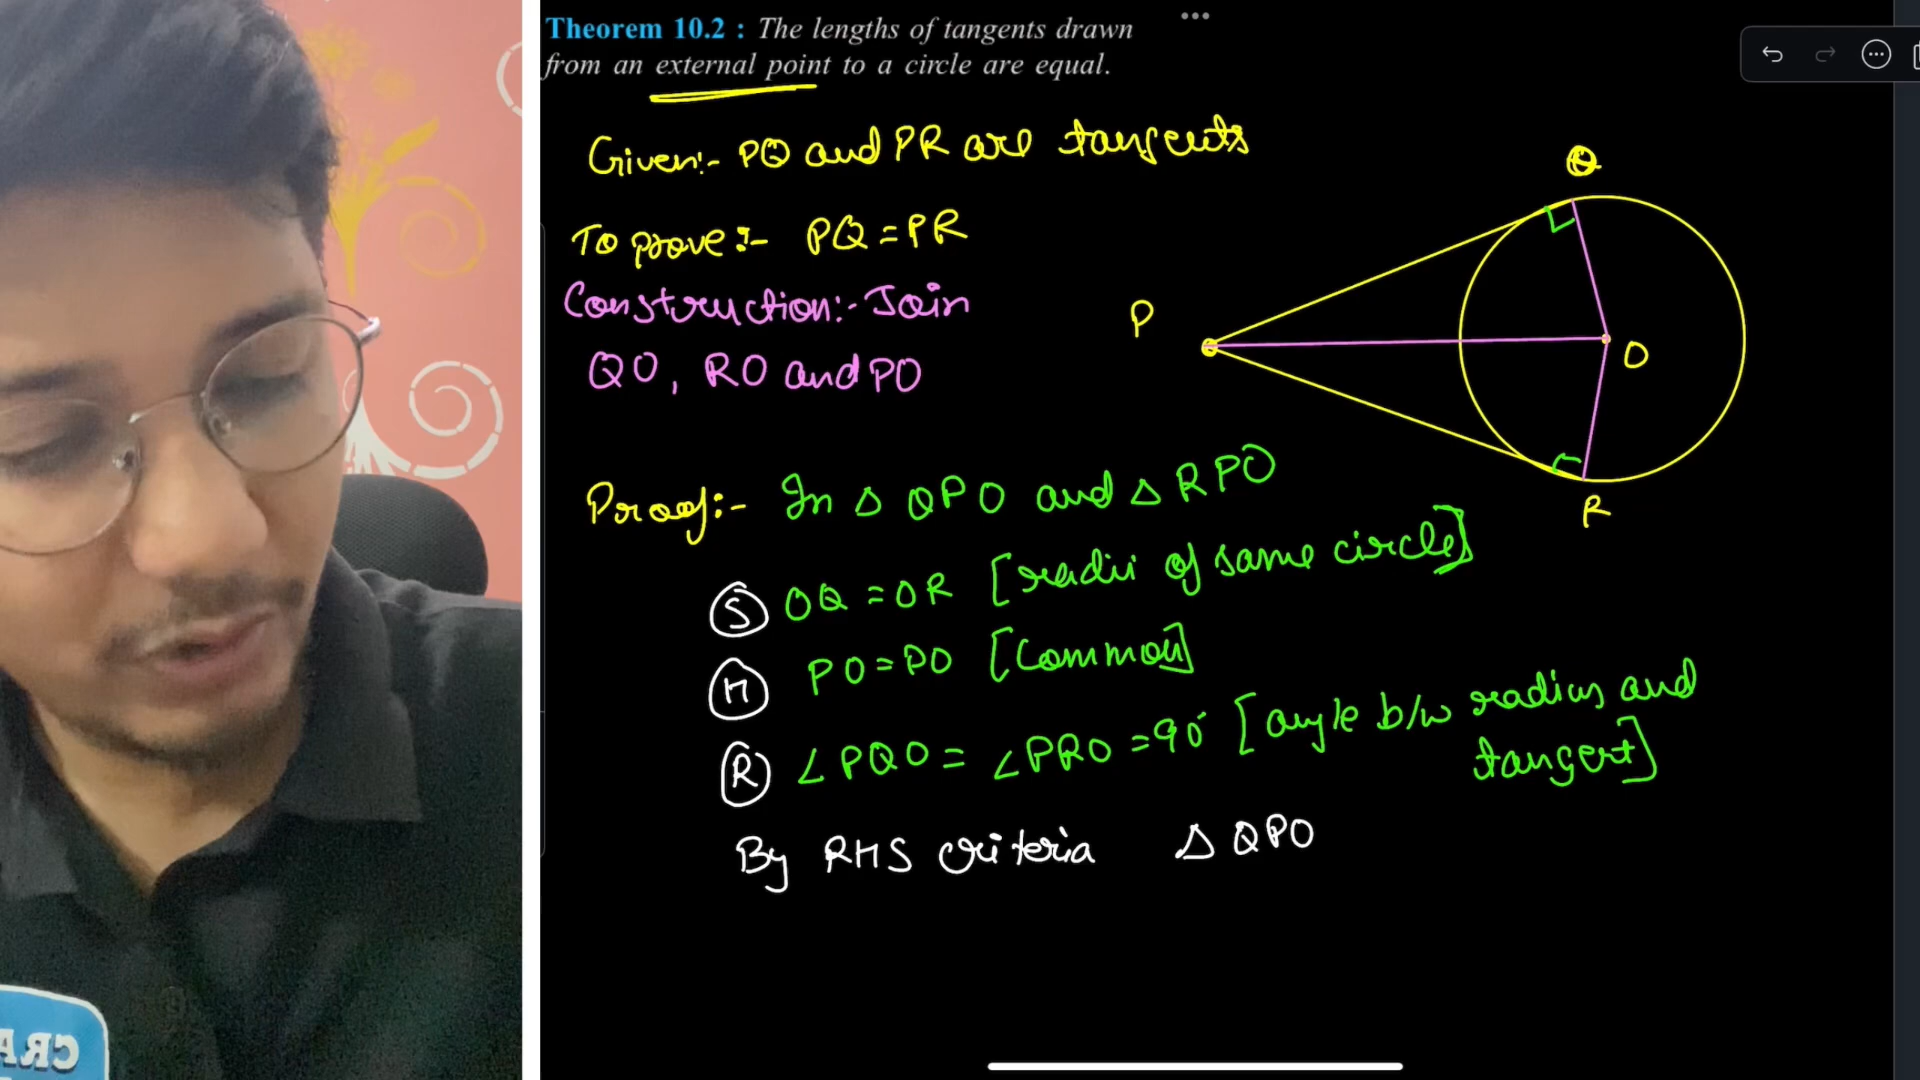 Theorem 10.2 : The lengths of tangents drawn
from an external point to a circle are equal.
Given:- PQ and PR are tangents
To prove:- PQ = PR
Construction:- Join
QO, RO and PO
Q
P
O
R
Proof:- In △ QPO and △ RPO
S OQ = OR [radii of same circle]
H PO = PO [Common]
R ∠PQO = ∠PRO = 90° [angle b/w radius and
tangent]
By RHS criteria △ QPO
CRA